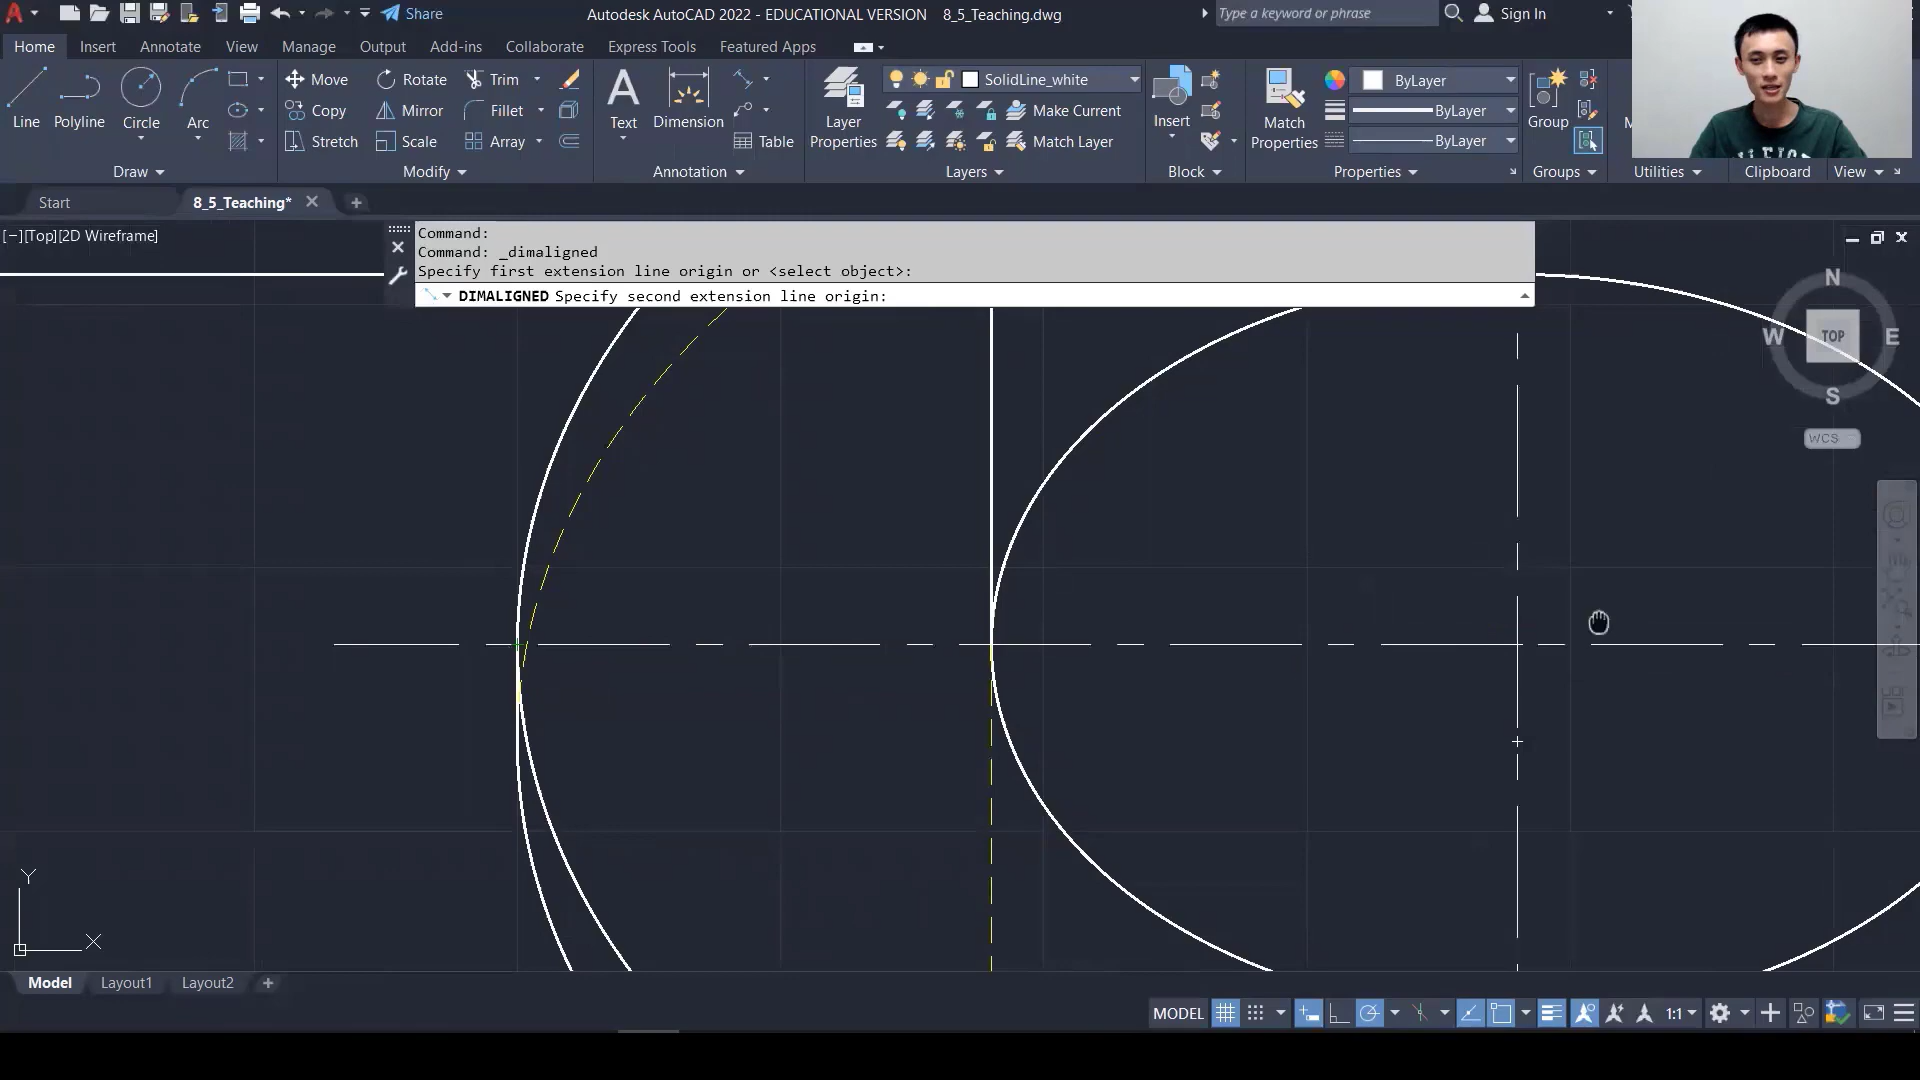 Share
Autodesk AutoCAD 2022 - EDUCATIONAL VERSION 8_5_Teaching.dwg
Type a keyword or phrase
Sign In
Home Insert Annotate View Manage Output Add-ins Collaborate Express Tools Featured Apps
Line Polyline Circle Arc
Move Rotate Trim
Copy Mirror Fillet
Stretch Scale Array
Text Dimension Table
Layer Properties
SolidLine_white
Make Current
Match Layer
Insert
Match Properties
ByLayer
ByLayer
ByLayer
Group
Draw Modify Annotation Layers Block Properties Groups Utilities Clipboard View
Start 8_5_Teaching*
[−][Top][2D Wireframe]
Command:
Command: _dimaligned
Specify first extension line origin or <select object>:
DIMALIGNED Specify second extension line origin:
N
W TOP E
S
WCS
Y
X
Model Layout1 Layout2
MODEL 1:1